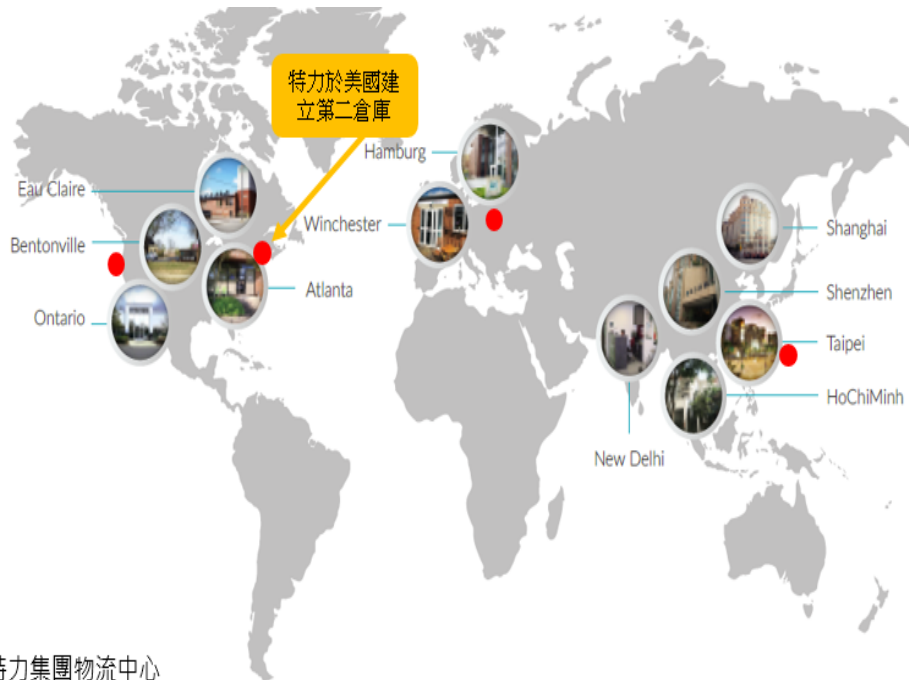 特力於美國建
立第二倉庫
Hamburg
Eau Claire
Winchester
Bentonville
Shanghai
Atlanta
Shenzhen
Ontario
Taipei
HoChiMinh
New Delhi
特力集團物流中心